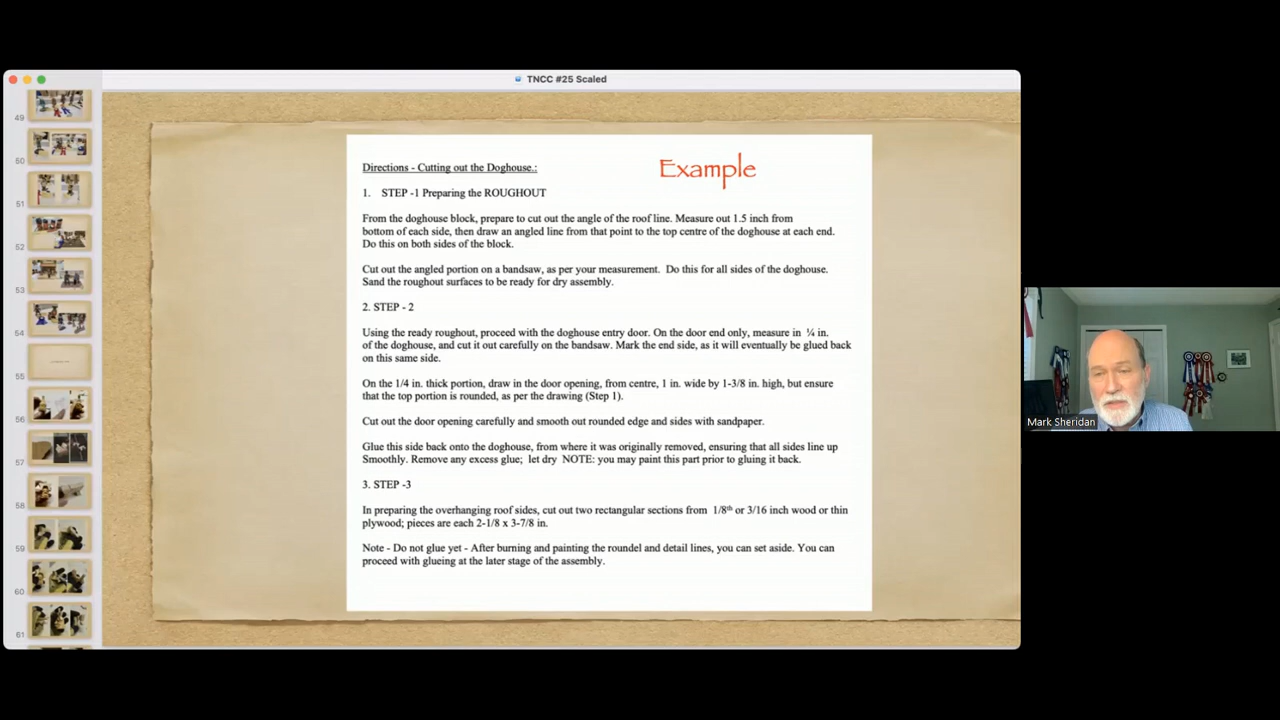 TNCC #25 Scaled
49
50
51
52
53
54
55
56
57
58
59
60
61
Example
Directions - Cutting out the Doghouse.:
1. STEP -1 Preparing the ROUGHOUT
From the doghouse block, prepare to cut out the angle of the roof line. Measure out 1.5 inch from
bottom of each side, then draw an angled line from that point to the top centre of the doghouse at each end.
Do this on both sides of the block.
Cut out the angled portion on a bandsaw, as per your measurement. Do this for all sides of the doghouse.
Sand the roughout surfaces to be ready for dry assembly.
2. STEP - 2
Using the ready roughout, proceed with the doghouse entry door. On the door end only, measure in ¼ in.
of the doghouse, and cut it out carefully on the bandsaw. Mark the end side, as it will eventually be glued back
on this same side.
On the 1/4 in. thick portion, draw in the door opening, from centre, 1 in. wide by 1-3/8 in. high, but ensure
that the top portion is rounded, as per the drawing (Step 1).
Cut out the door opening carefully and smooth out rounded edge and sides with sandpaper.
Glue this side back onto the doghouse, from where it was originally removed, ensuring that all sides line up
Smoothly. Remove any excess glue; let dry NOTE: you may paint this part prior to gluing it back.
3. STEP -3
In preparing the overhanging roof sides, cut out two rectangular sections from 1/8th or 3/16 inch wood or thin
plywood; pieces are each 2-1/8 x 3-7/8 in.
Note - Do not glue yet - After burning and painting the roundel and detail lines, you can set aside. You can
proceed with glueing at the later stage of the assembly.
Mark Sheridan